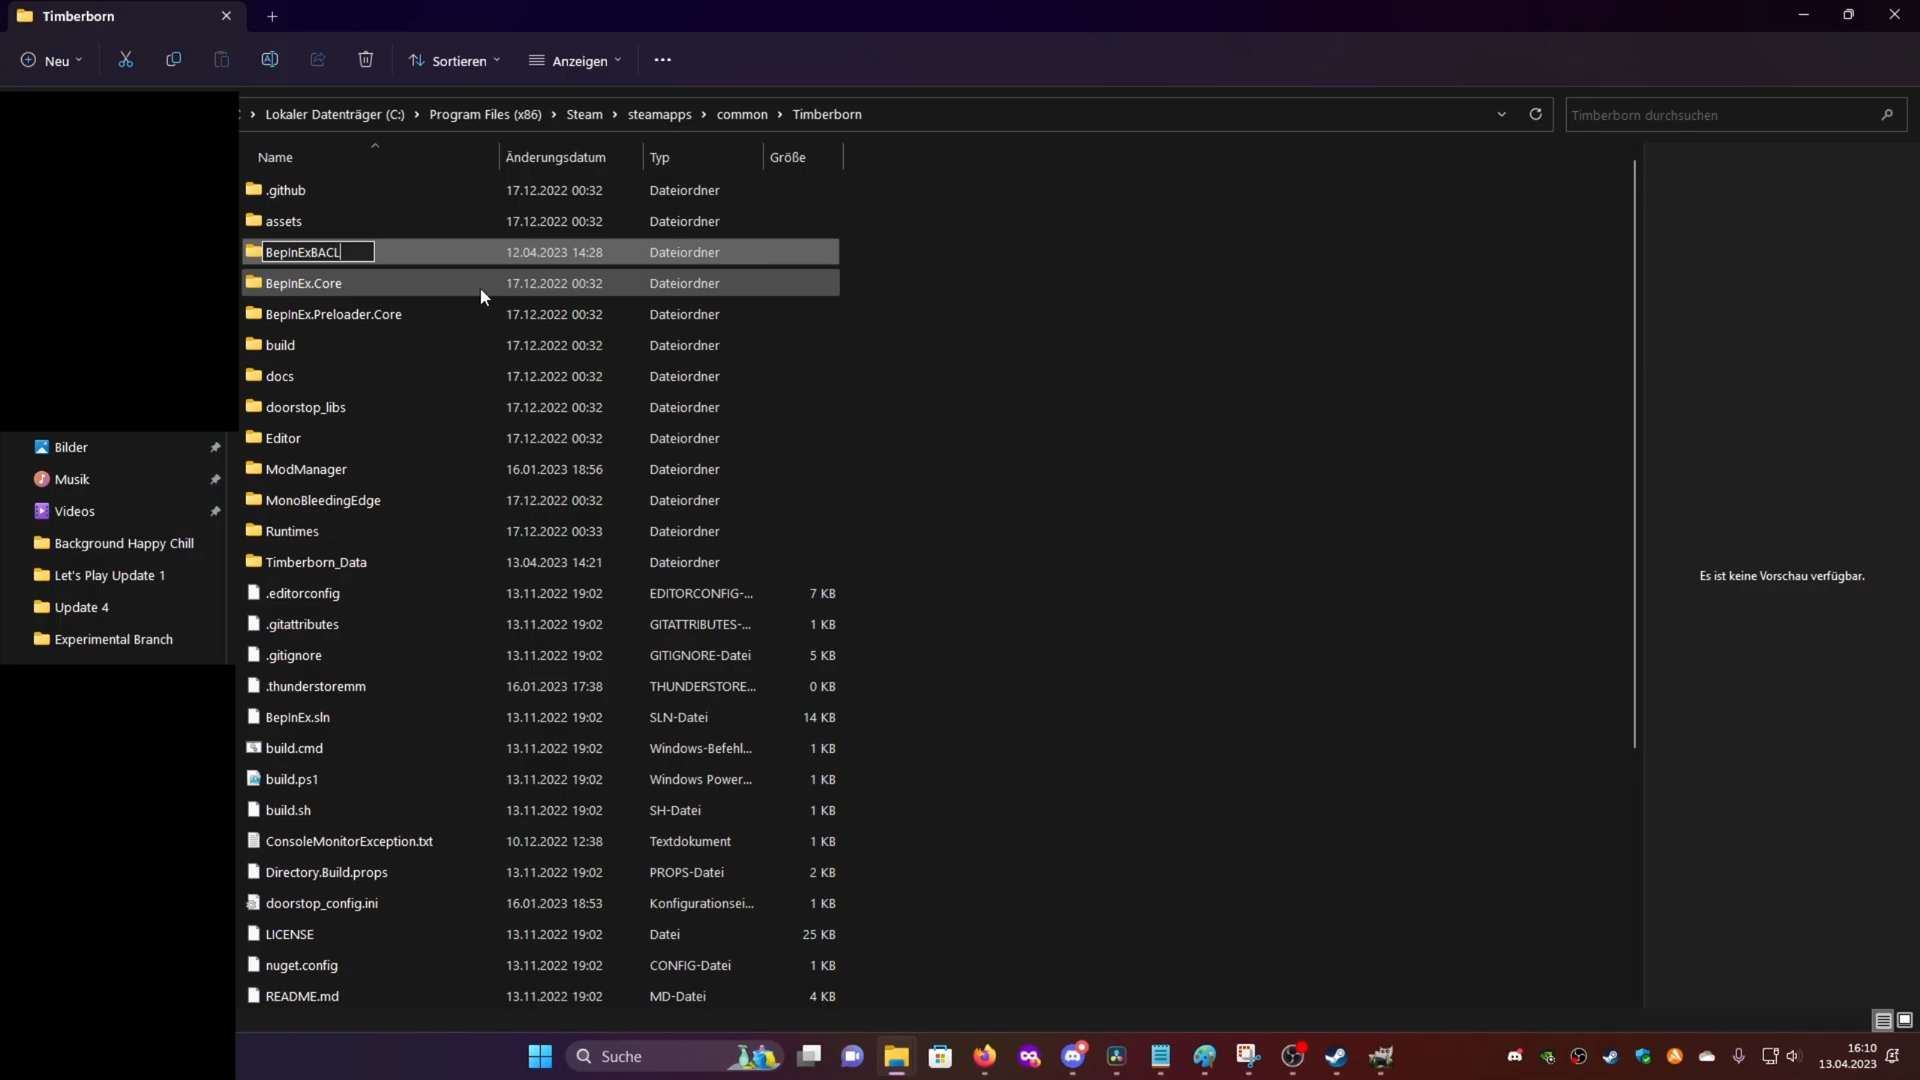 Timberborn
Neu
Sortieren
Anzeigen
Lokaler Datenträger (C:) > Program Files (x86) > Steam > steamapps > common > Timberborn
Timberborn durchsuchen
Name Änderungsdatum Typ Größe
.github 17.12.2022 00:32 Dateiordner
assets 17.12.2022 00:32 Dateiordner
BepInExBACL 12.04.2023 14:28 Dateiordner
BepInEx.Core 17.12.2022 00:32 Dateiordner
BepInEx.Preloader.Core 17.12.2022 00:32 Dateiordner
build 17.12.2022 00:32 Dateiordner
docs 17.12.2022 00:32 Dateiordner
doorstop_libs 17.12.2022 00:32 Dateiordner
Editor 17.12.2022 00:32 Dateiordner
ModManager 16.01.2023 18:56 Dateiordner
MonoBleedingEdge 17.12.2022 00:32 Dateiordner
Runtimes 17.12.2022 00:33 Dateiordner
Timberborn_Data 13.04.2023 14:21 Dateiordner
.editorconfig 13.11.2022 19:02 EDITORCONFIG-... 7 KB
.gitattributes 13.11.2022 19:02 GITATTRIBUTES-... 1 KB
.gitignore 13.11.2022 19:02 GITIGNORE-Datei 5 KB
.thunderstoremm 16.01.2023 17:38 THUNDERSTORE... 0 KB
BepInEx.sln 13.11.2022 19:02 SLN-Datei 14 KB
build.cmd 13.11.2022 19:02 Windows-Befehl... 1 KB
build.ps1 13.11.2022 19:02 Windows Power... 1 KB
build.sh 13.11.2022 19:02 SH-Datei 1 KB
ConsoleMonitorException.txt 10.12.2022 12:38 Textdokument 1 KB
Directory.Build.props 13.11.2022 19:02 PROPS-Datei 2 KB
doorstop_config.ini 16.01.2023 18:53 Konfigurationsei... 1 KB
LICENSE 13.11.2022 19:02 Datei 25 KB
nuget.config 13.11.2022 19:02 CONFIG-Datei 1 KB
README.md 13.11.2022 19:02 MD-Datei 4 KB
Bilder
Musik
Videos
Background Happy Chill
Let's Play Update 1
Update 4
Experimental Branch
Es ist keine Vorschau verfügbar.
Suche
16:10
13.04.2023